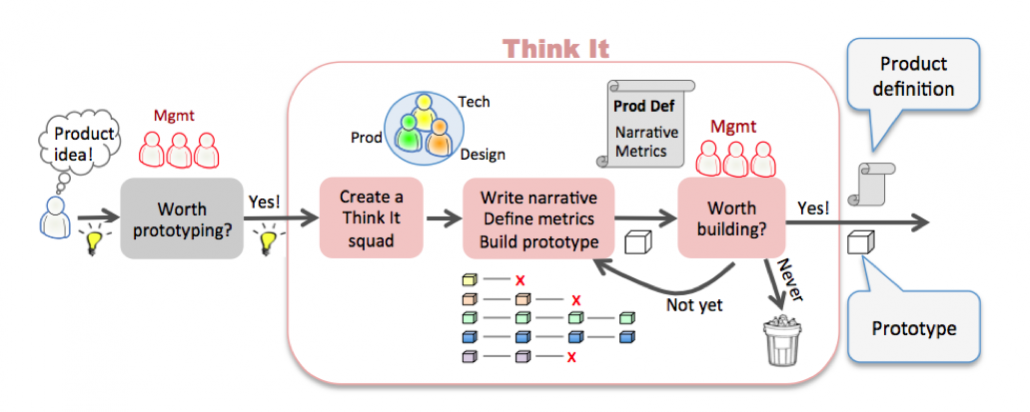 Think It
Product
idea!
Mgmt
Worth
prototyping?
Yes!
Create a
Think It
squad
Prod
Tech
Design
Write narrative
Define metrics
Build prototype
x
x
x
Prod Def
Narrative
Metrics
Mgmt
Worth
building?
Not yet
Never
Yes!
Product
definition
Prototype